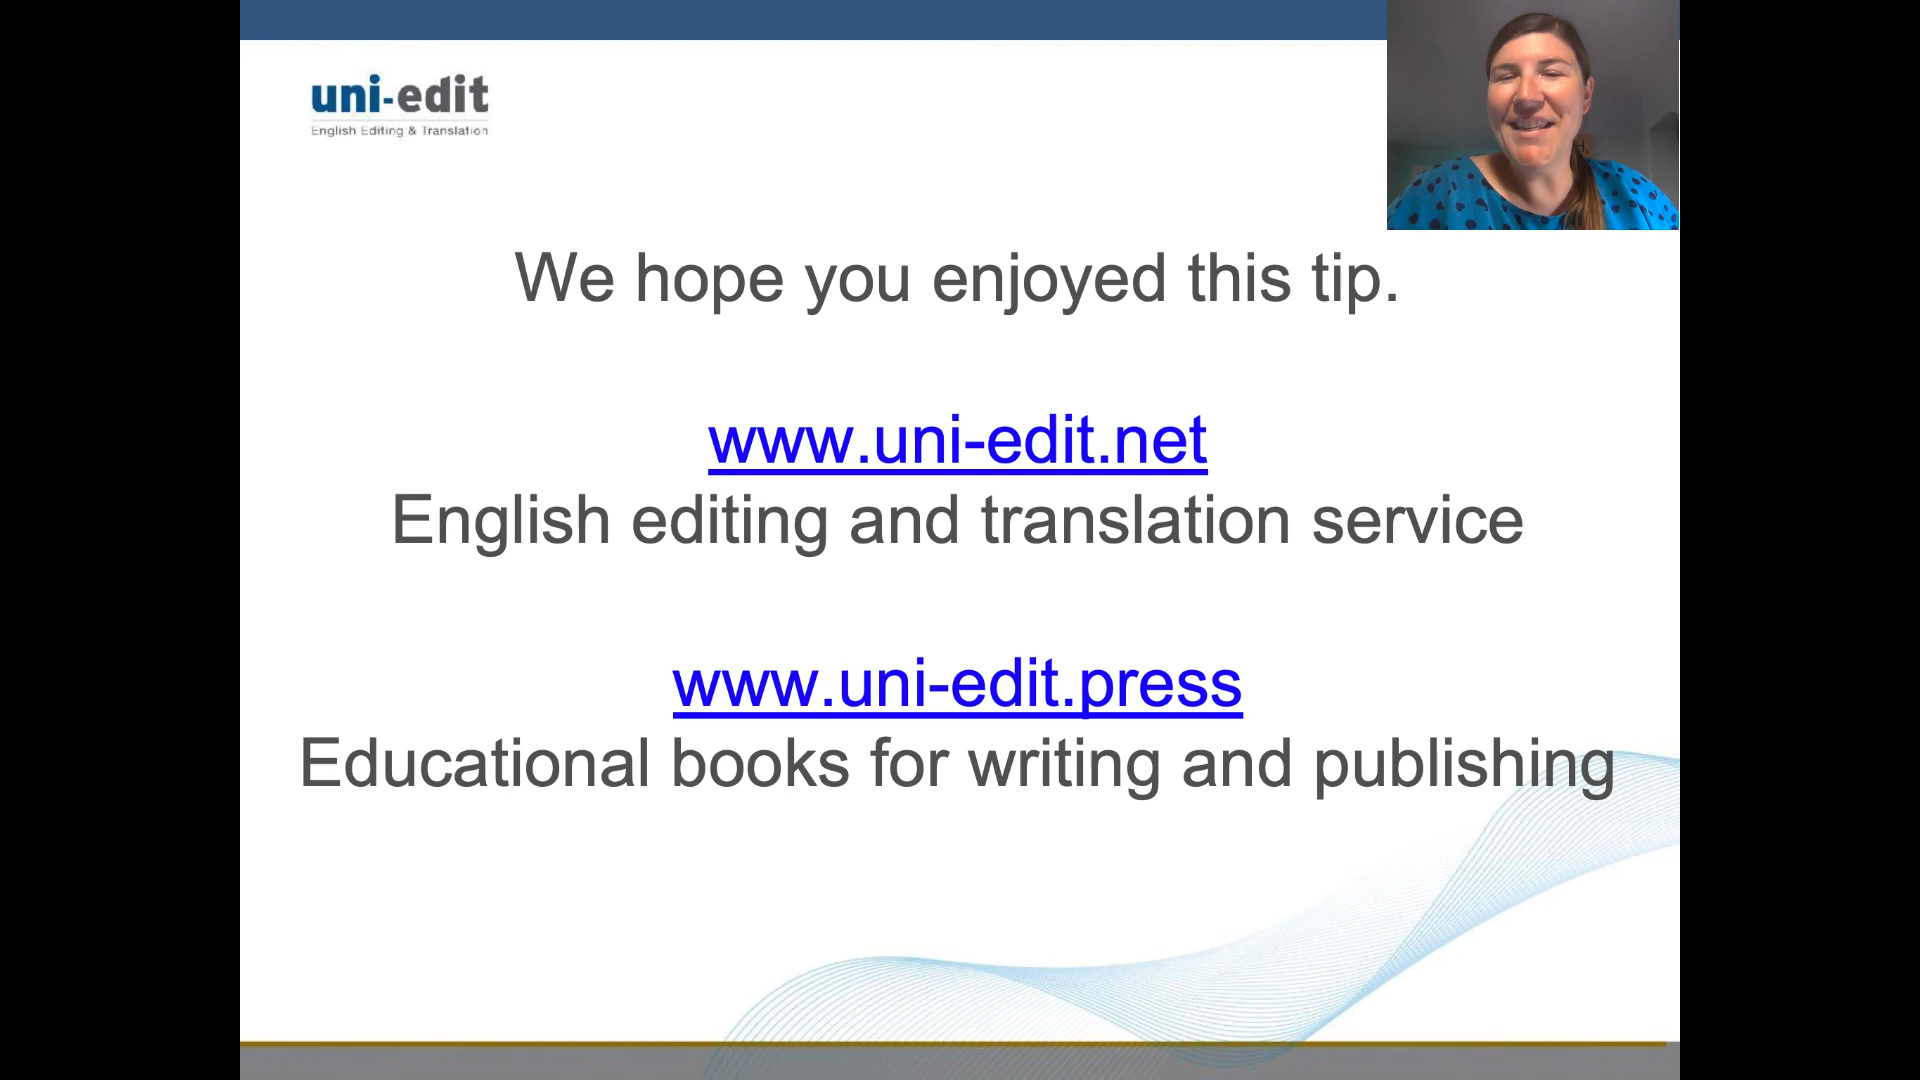 uni-edit
English Editing & Translation
We hope you enjoyed this tip.
www.uni-edit.net
English editing and translation service
www.uni-edit.press
Educational books for writing and publishing